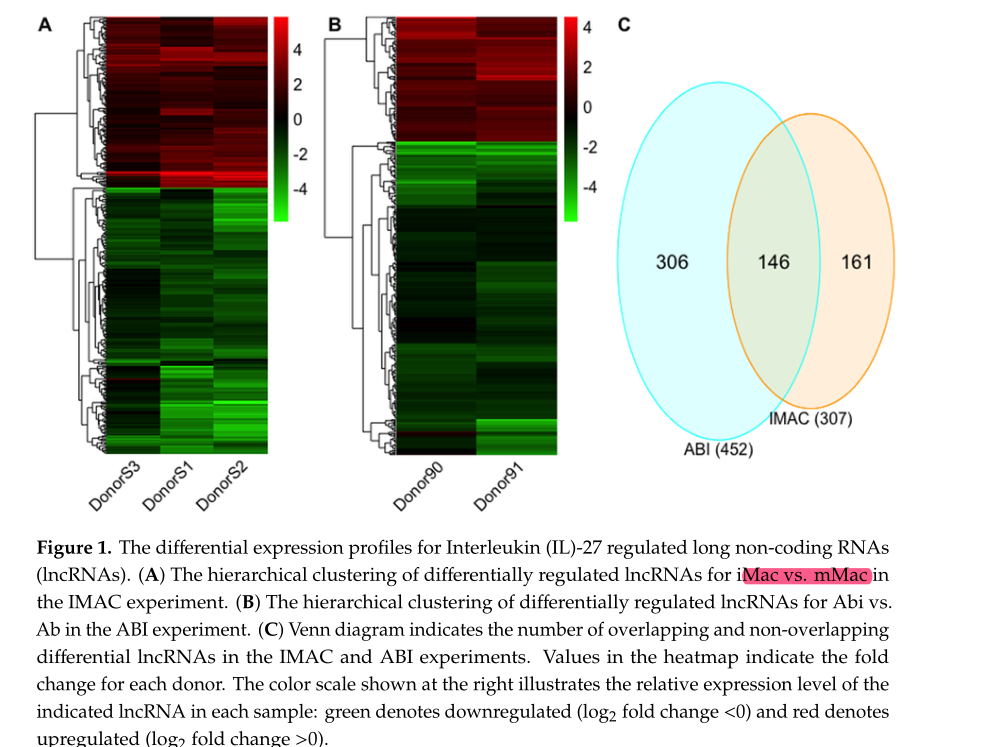 A
B
C
4
2
0
-2
-4
4
2
0
-2
-4
306
146
161
IMAC (307)
ABI (452)
DonorS3
DonorS1
DonorS2
Donor90
Donor91
Figure 1. The differential expression profiles for Interleukin (IL)-27 regulated long non-coding RNAs
(lncRNAs). (A) The hierarchical clustering of differentially regulated lncRNAs for iMac vs. mMac in
the IMAC experiment. (B) The hierarchical clustering of differentially regulated lncRNAs for Abi vs.
Ab in the ABI experiment. (C) Venn diagram indicates the number of overlapping and non-overlapping
differential lncRNAs in the IMAC and ABI experiments. Values in the heatmap indicate the fold
change for each donor. The color scale shown at the right illustrates the relative expression level of the
indicated lncRNA in each sample: green denotes downregulated (log₂ fold change <0) and red denotes
upregulated (log₂ fold change >0).